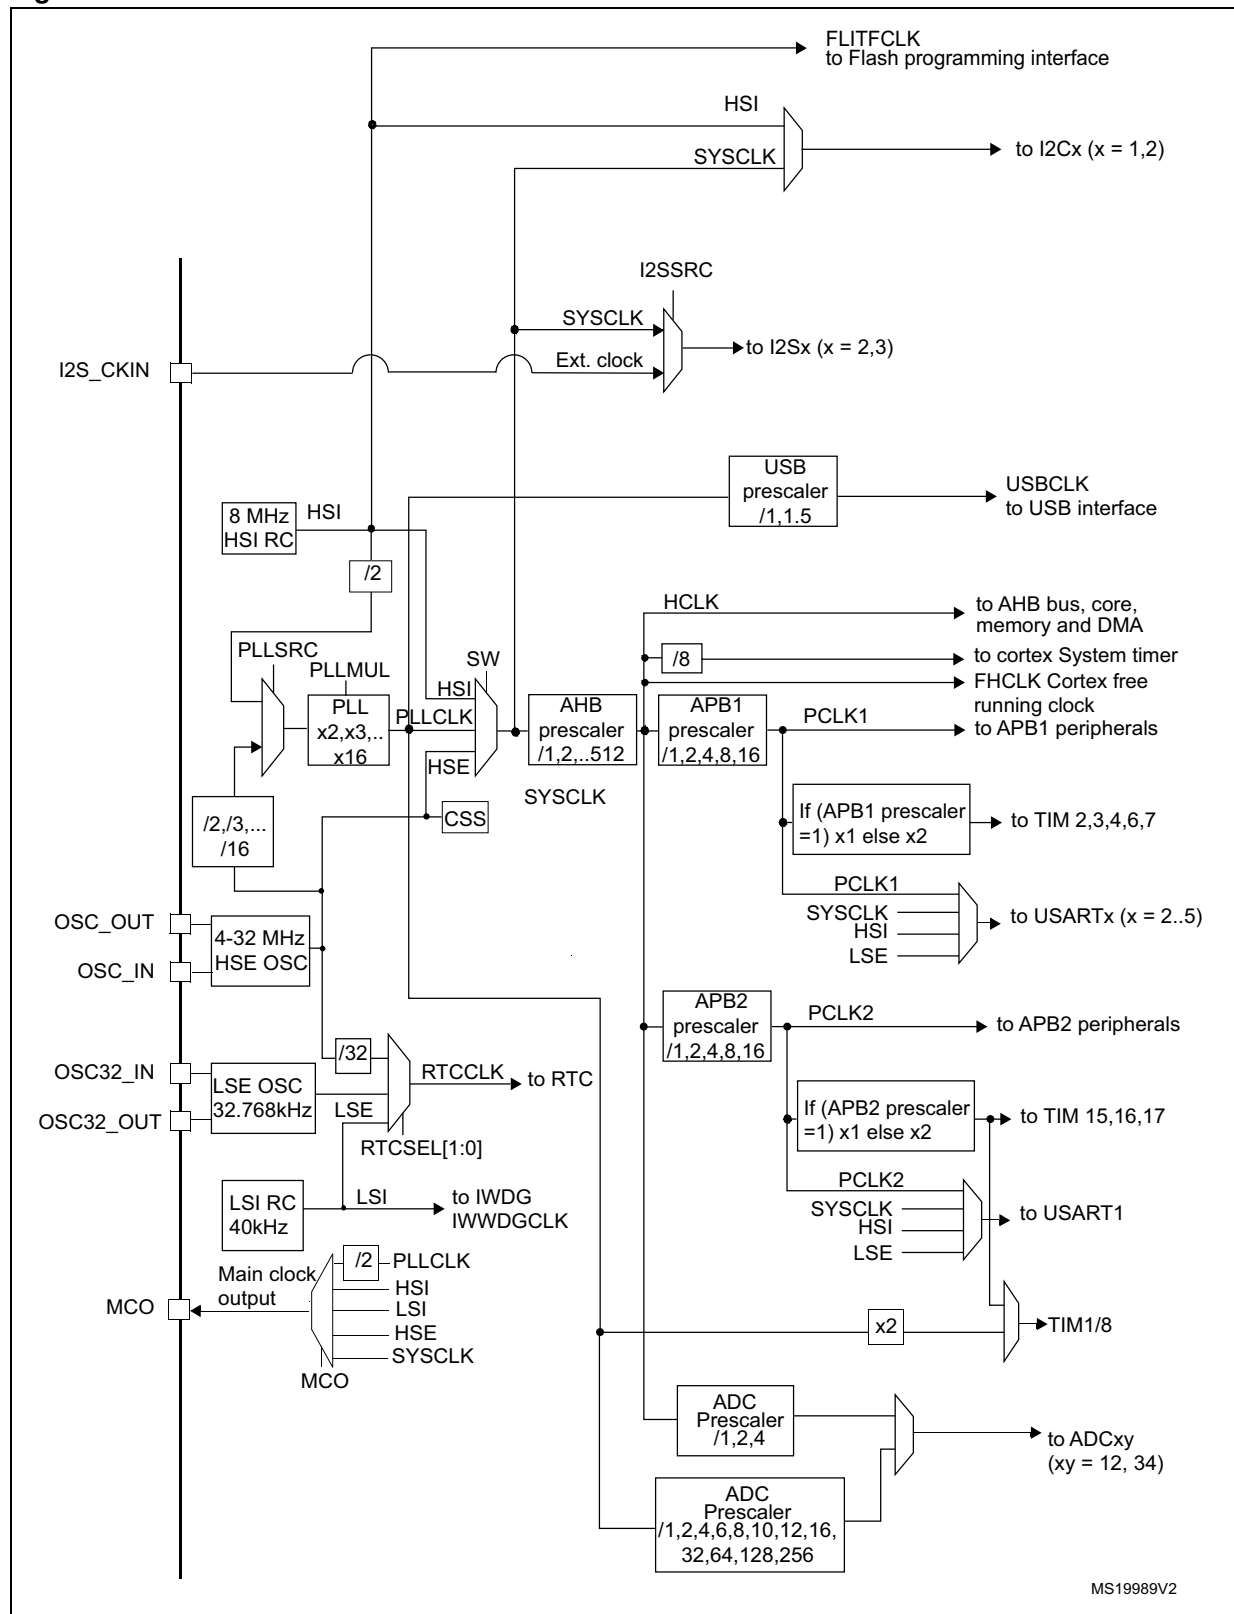 FLITFCLK
to Flash programming interface
HSI
SYSCLK
to I2Cx (x = 1,2)
I2SSRC
SYSCLK
to I2Sx (x = 2,3)
I2S_CKIN
Ext. clock
USB
prescaler
/1,1.5
USBCLK
to USB interface
8 MHz
HSI RC
HSI
/2
HCLK
to AHB bus, core,
memory and DMA
/8
to cortex System timer
FHCLK Cortex free
running clock
PLLSRC
PLLMUL
PLL
x2,x3,..
x16
SW
HSI
PLLCLK
HSE
AHB
prescaler
/1,2,..512
APB1
prescaler
/1,2,4,8,16
PCLK1
to APB1 peripherals
SYSCLK
CSS
/2,/3,...
/16
If (APB1 prescaler
=1) x1 else x2
to TIM 2,3,4,6,7
PCLK1
SYSCLK
HSI
LSE
to USARTx (x = 2..5)
OSC_OUT
OSC_IN
4-32 MHz
HSE OSC
APB2
prescaler
/1,2,4,8,16
PCLK2
to APB2 peripherals
/32
OSC32_IN
OSC32_OUT
LSE OSC
32.768kHz
LSE
RTCCLK
to RTC
RTCSEL[1:0]
If (APB2 prescaler
=1) x1 else x2
to TIM 15,16,17
LSI RC
40kHz
LSI
to IWDG
IWWDGCLK
PCLK2
SYSCLK
HSI
LSE
to USART1
MCO
Main clock
output
/2
PLLCLK
HSI
LSI
HSE
SYSCLK
MCO
x2
TIM1/8
ADC
Prescaler
/1,2,4
to ADCxy
(xy = 12, 34)
ADC
Prescaler
/1,2,4,6,8,10,12,16,
32,64,128,256
MS19989V2